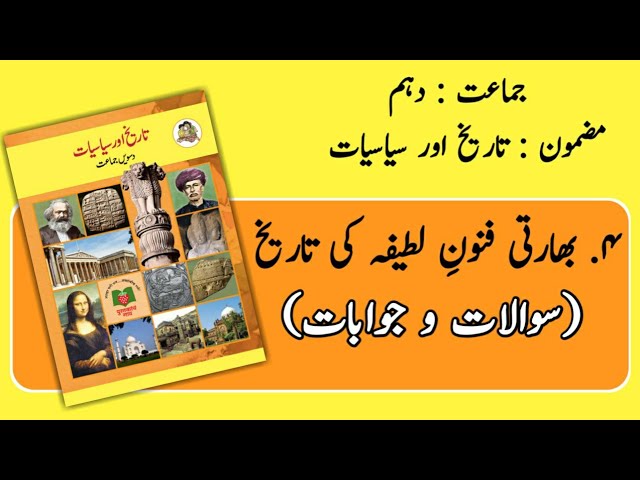 جماعت : دہم
مضمون : تاریخ اور سیاسیات
۴. بھارتی فنونِ لطیفہ کی تاریخ
(سوالات و جوابات)
تاریخ اور سیاسیات
دسویں جماعت